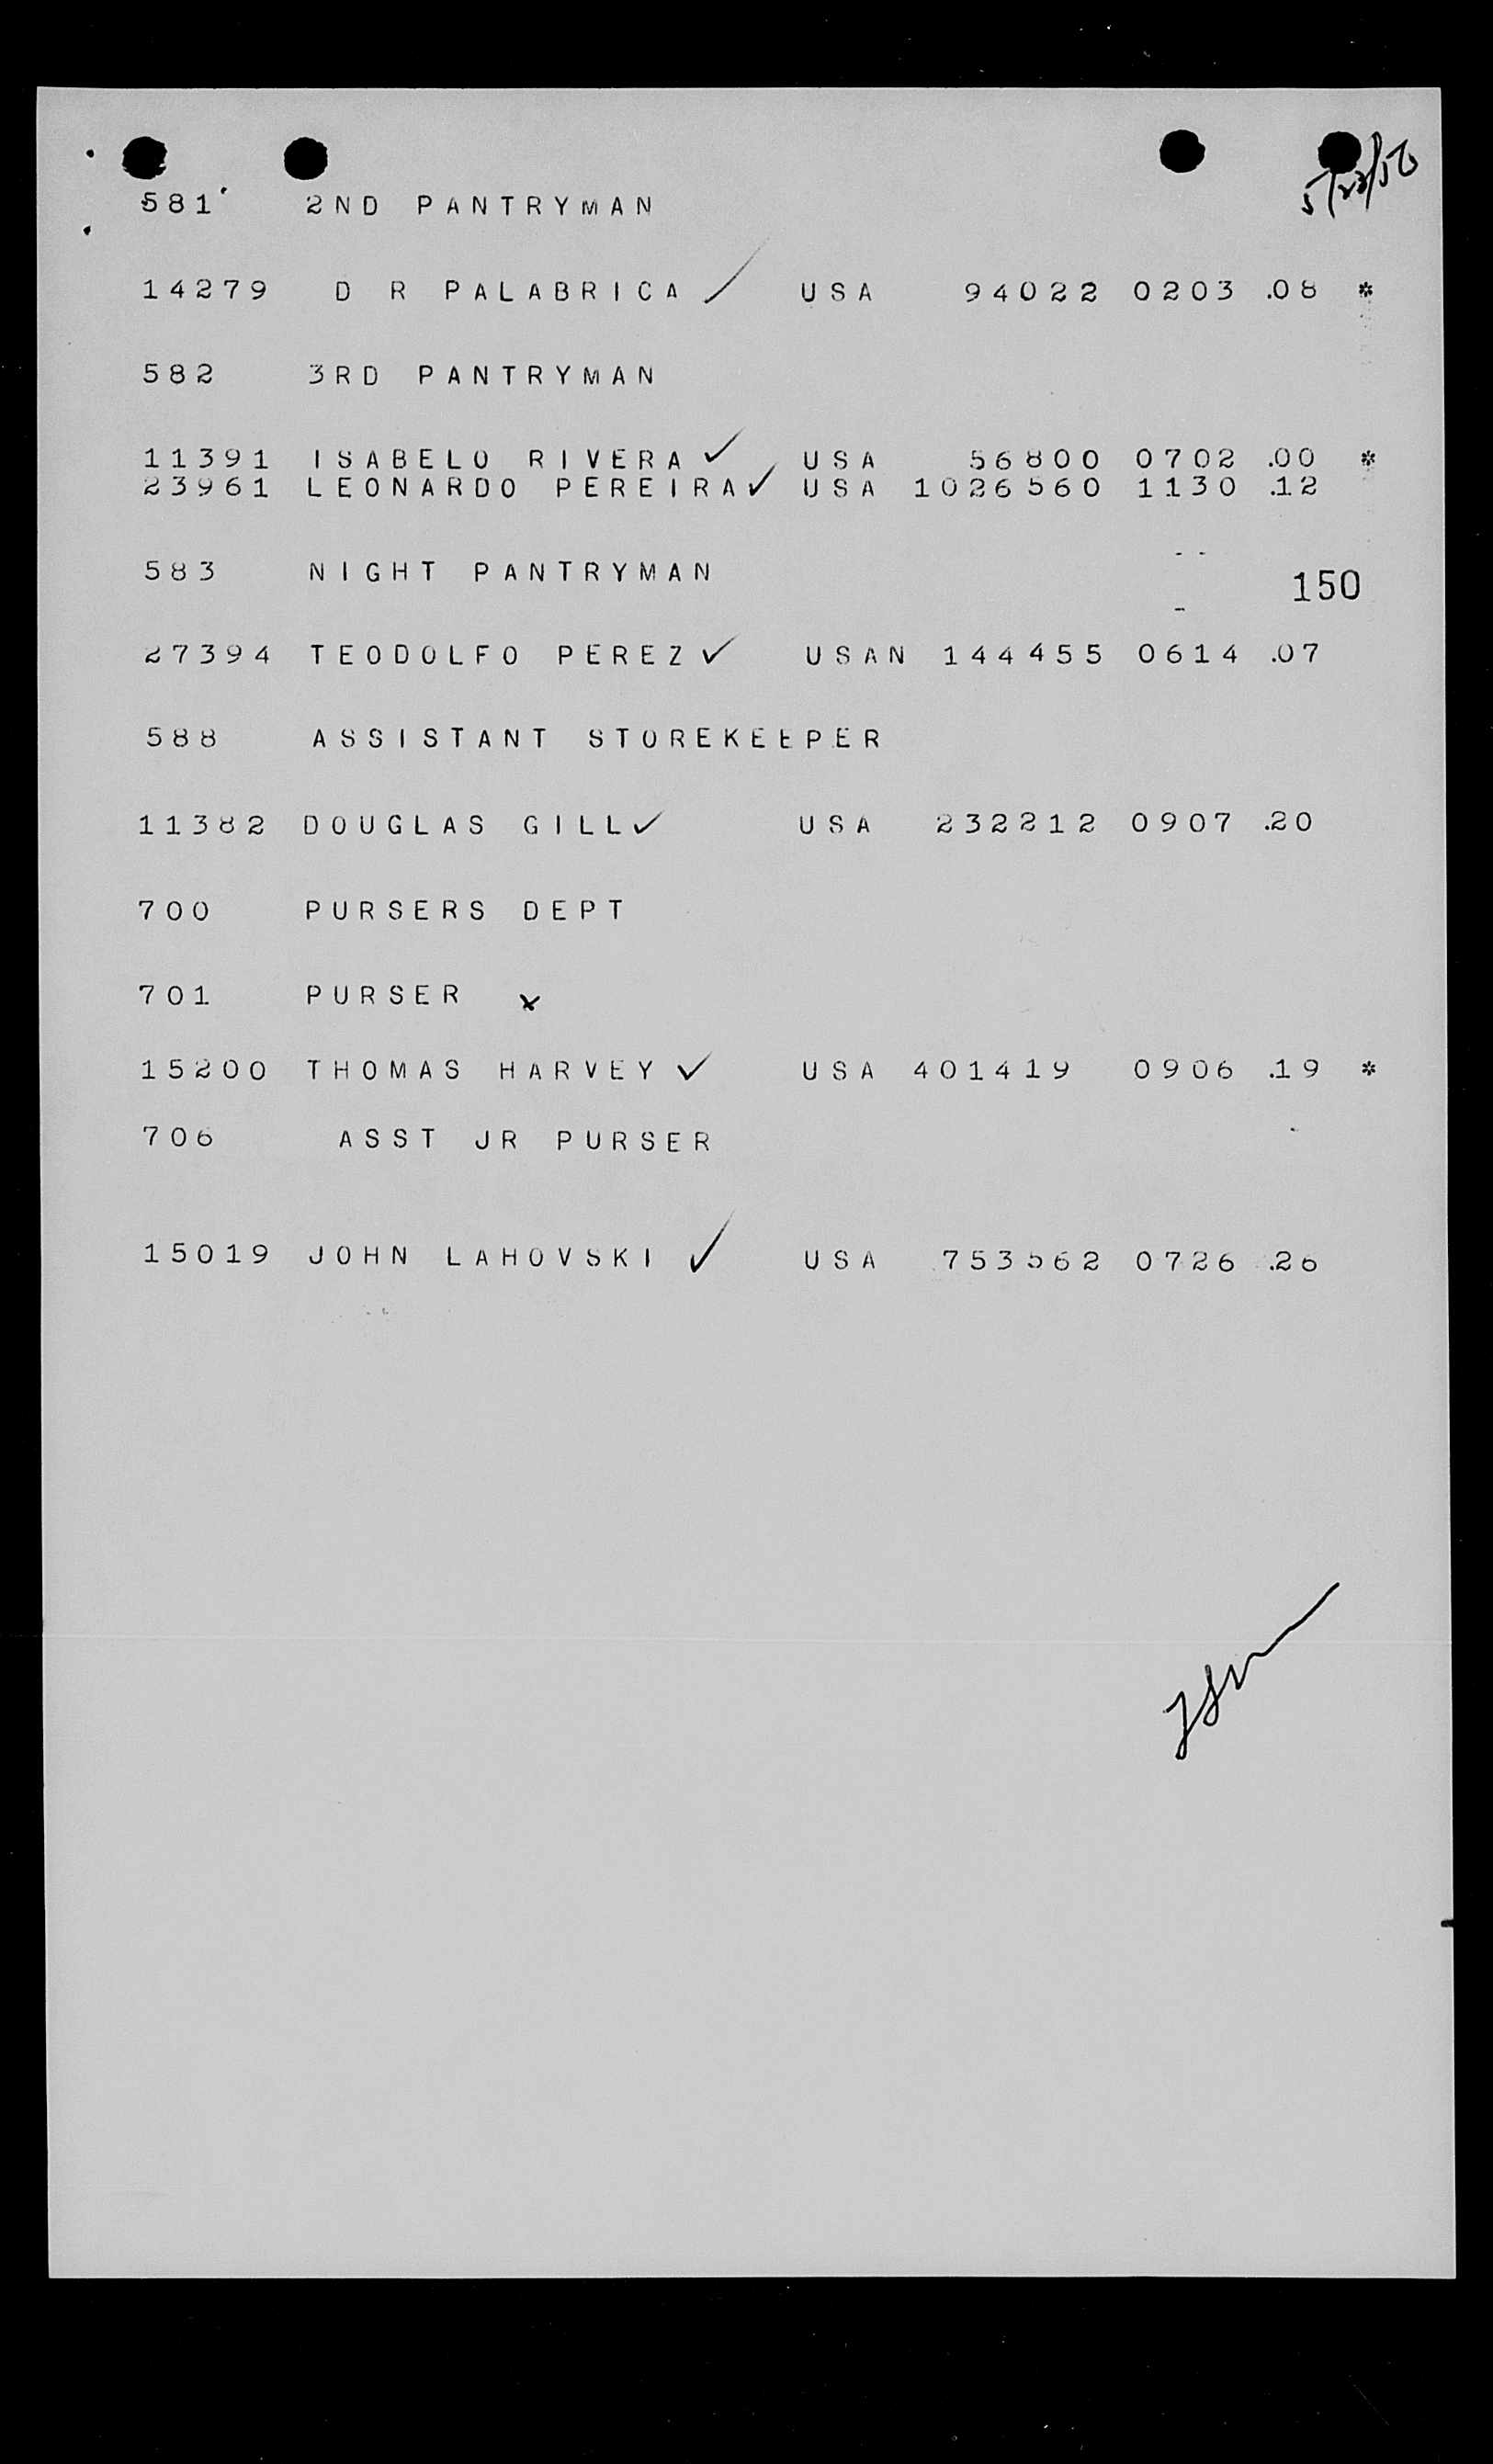 5/23/56
581 2ND PANTRYMAN
14279 D R PALABRICA ✓ USA 94022 0203 .08 *
582 3RD PANTRYMAN
11391 ISABELO RIVERA ✓ USA 56800 0702 .00 *
23961 LEONARDO PEREIRA ✓ USA 1026560 1130 .12
583 NIGHT PANTRYMAN
150
27394 TEODOLFO PEREZ ✓ USAN 144455 0614 .07
588 ASSISTANT STOREKEEPER
11382 DOUGLAS GILL ✓ USA 232212 0907 .20
700 PURSERS DEPT
701 PURSER x
15200 THOMAS HARVEY ✓ USA 401419 0906 .19 *
706 ASST JR PURSER
15019 JOHN LAHOVSKI ✓ USA 753562 0726 .26